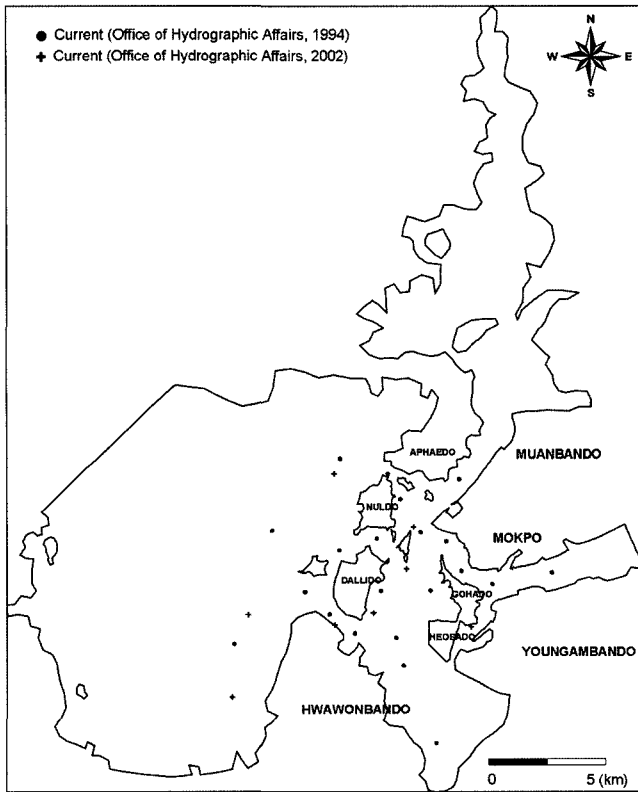 Current (Office of Hydrographic Affairs, 1994)
Current (Office of Hydrographic Affairs, 2002)
N
W E
S
APHAEDO
MUANBANDO
NULDO
MOKPO
DALLIDO
GOHADO
HEOSADO
YOUNGAMBANDO
HWAWONBANDO
0 5 (km)